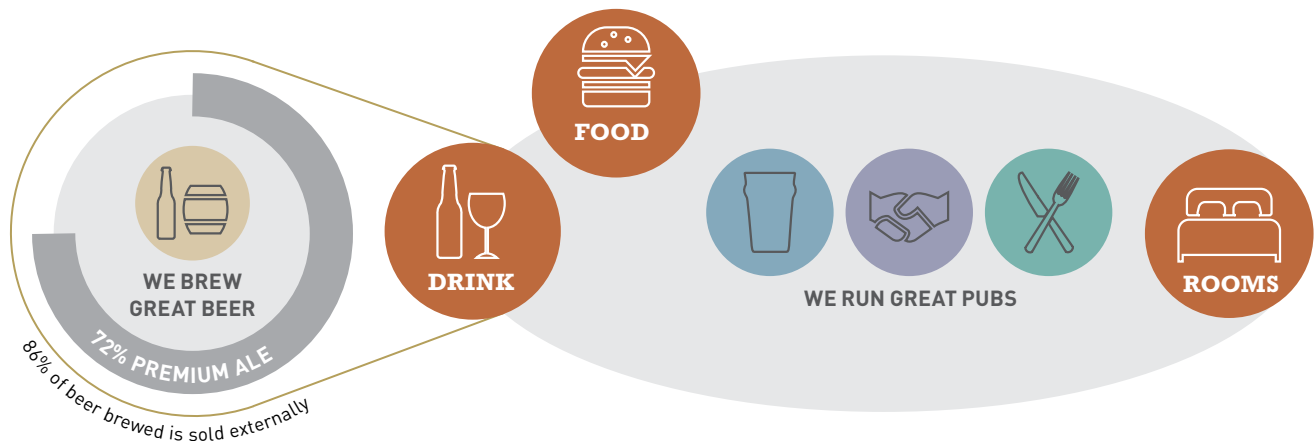 FOOD
DRINK
WE BREW
GREAT BEER
72% PREMIUM ALE
86% of beer brewed is sold externally
WE RUN GREAT PUBS
ROOMS